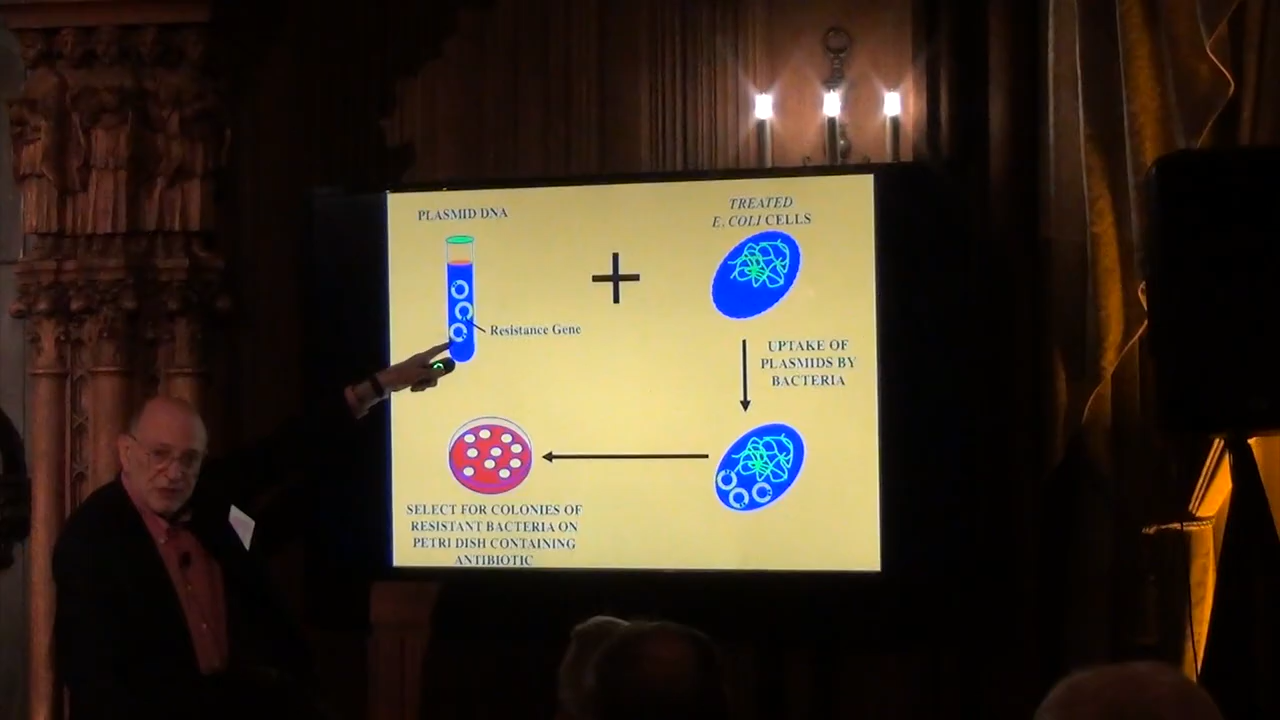 PLASMID DNA
TREATED
E. COLI CELLS
Resistance Gene
UPTAKE OF
PLASMIDS BY
BACTERIA
SELECT FOR COLONIES OF
RESISTANT BACTERIA ON
PETRI DISH CONTAINING
ANTIBIOTIC